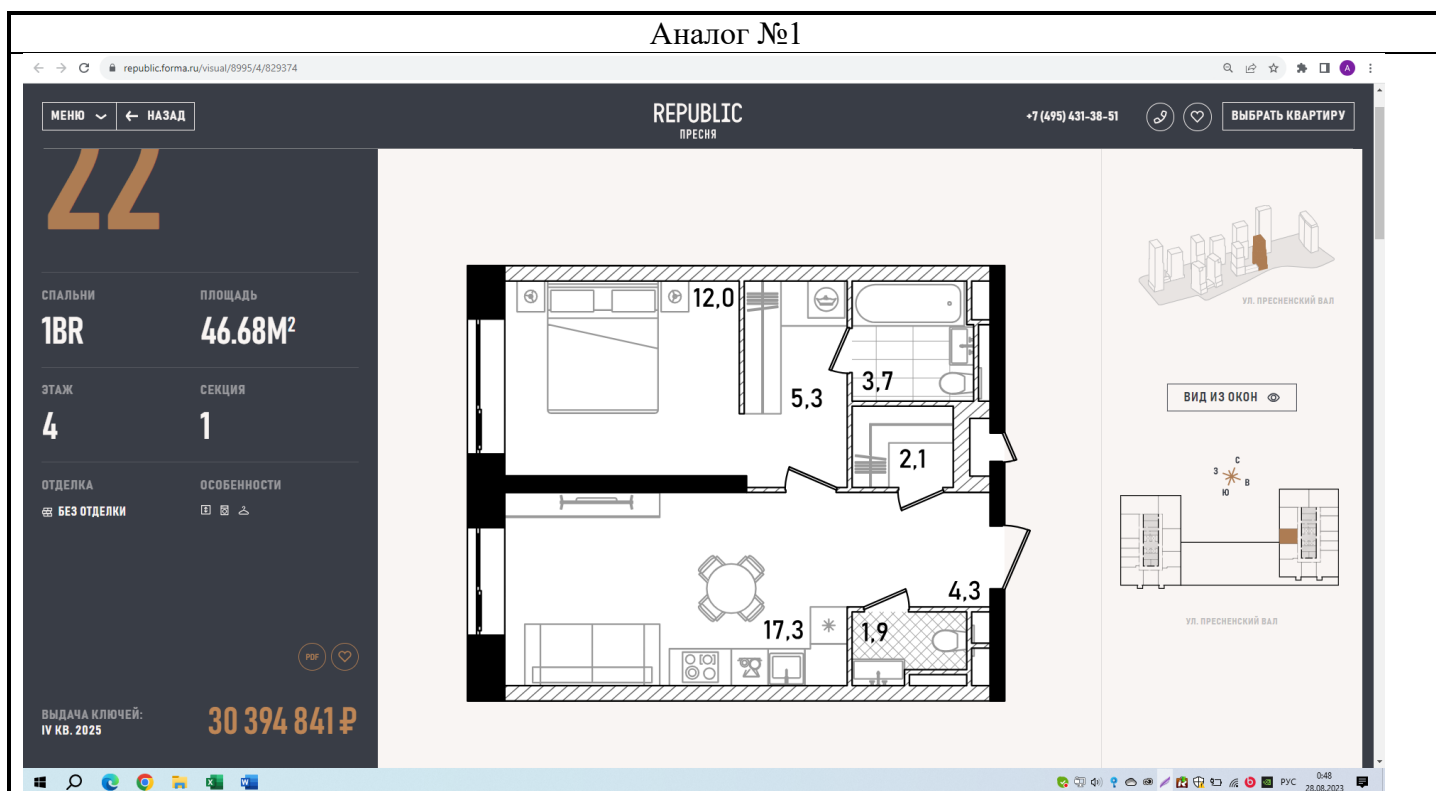 Аналог №1
republic.forma.ru/visual/8995/4/829374
A
МЕНЮ
← НАЗАД
REPUBLIC
ПРЕСНЯ
+7 (495) 431-38-51
ВЫБРАТЬ КВАРТИРУ
22
СПАЛЬНИ ПЛОЩАДЬ
1BR 46.68М²
ЭТАЖ СЕКЦИЯ
4 1
ОТДЕЛКА ОСОБЕННОСТИ
БЕЗ ОТДЕЛКИ
PDF
ВЫДАЧА КЛЮЧЕЙ:
IV КВ. 2025
30 394 841 ₽
12,0
5,3
3,7
2,1
4,3
17,3
1,9
УЛ. ПРЕСНЕНСКИЙ ВАЛ
ВИД ИЗ ОКОН
С
З
В
Ю
УЛ. ПРЕСНЕНСКИЙ ВАЛ
РУС
0:48
28.08.2023